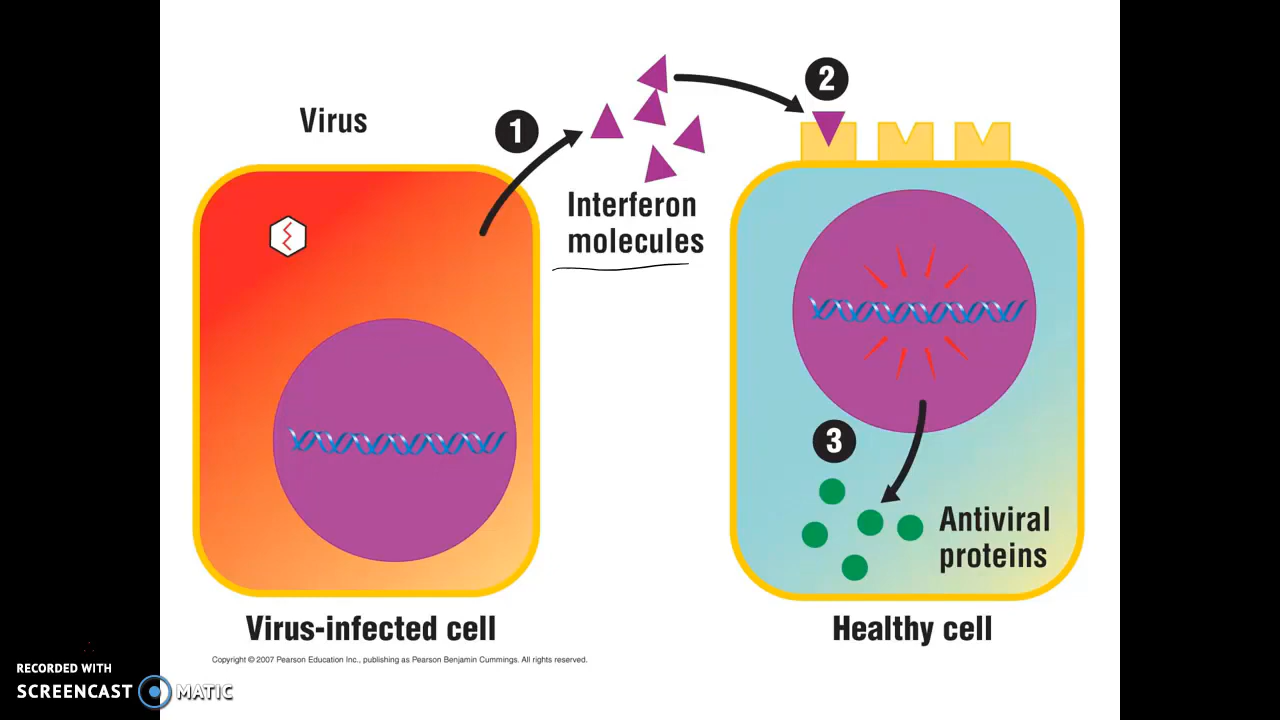 Virus
1
2
Interferon
molecules
3
Antiviral
proteins
Virus-infected cell
Healthy cell
Copyright © 2007 Pearson Education Inc., publishing as Pearson Benjamin Cummings. All rights reserved.
RECORDED WITH
SCREENCAST MATIC